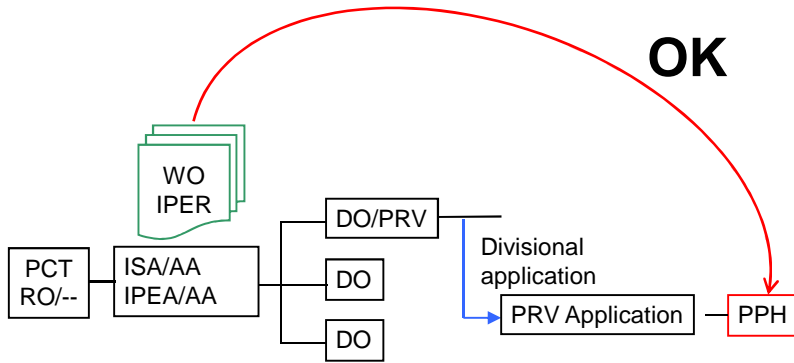 OK
WO
IPER
DO/PRV
Divisional
application
PCT
RO/--
ISA/AA
IPEA/AA
DO
PRV Application
PPH
DO